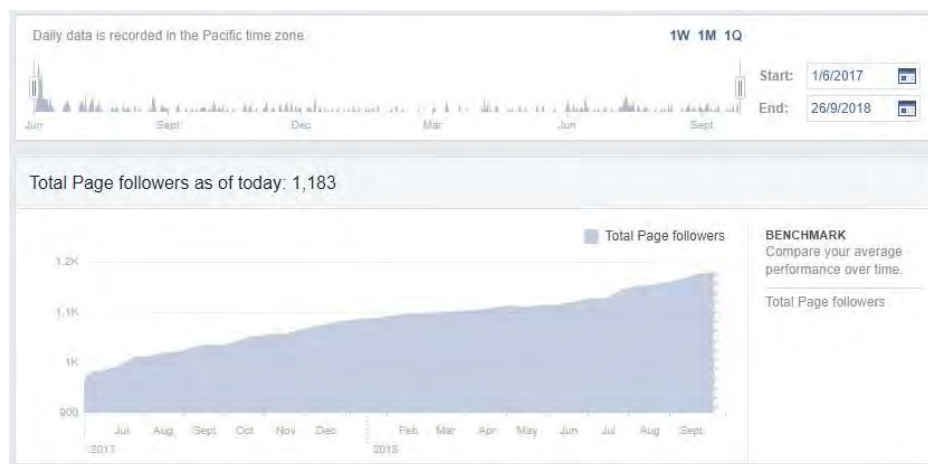 Daily data is recorded in the Pacific time zone.
1W 1M 1Q
Start: 1/6/2017
End: 26/9/2018
Jun Sept Dec Mar Jun Sept
Total Page followers as of today: 1,183
Total Page followers
BENCHMARK
Compare your average
performance over time.
Total Page followers
1.2K
1.1K
1K
900
Jul Aug Sept Oct Nov Dec Feb Mar Apr May Jun Jul Aug Sept
2017 2018